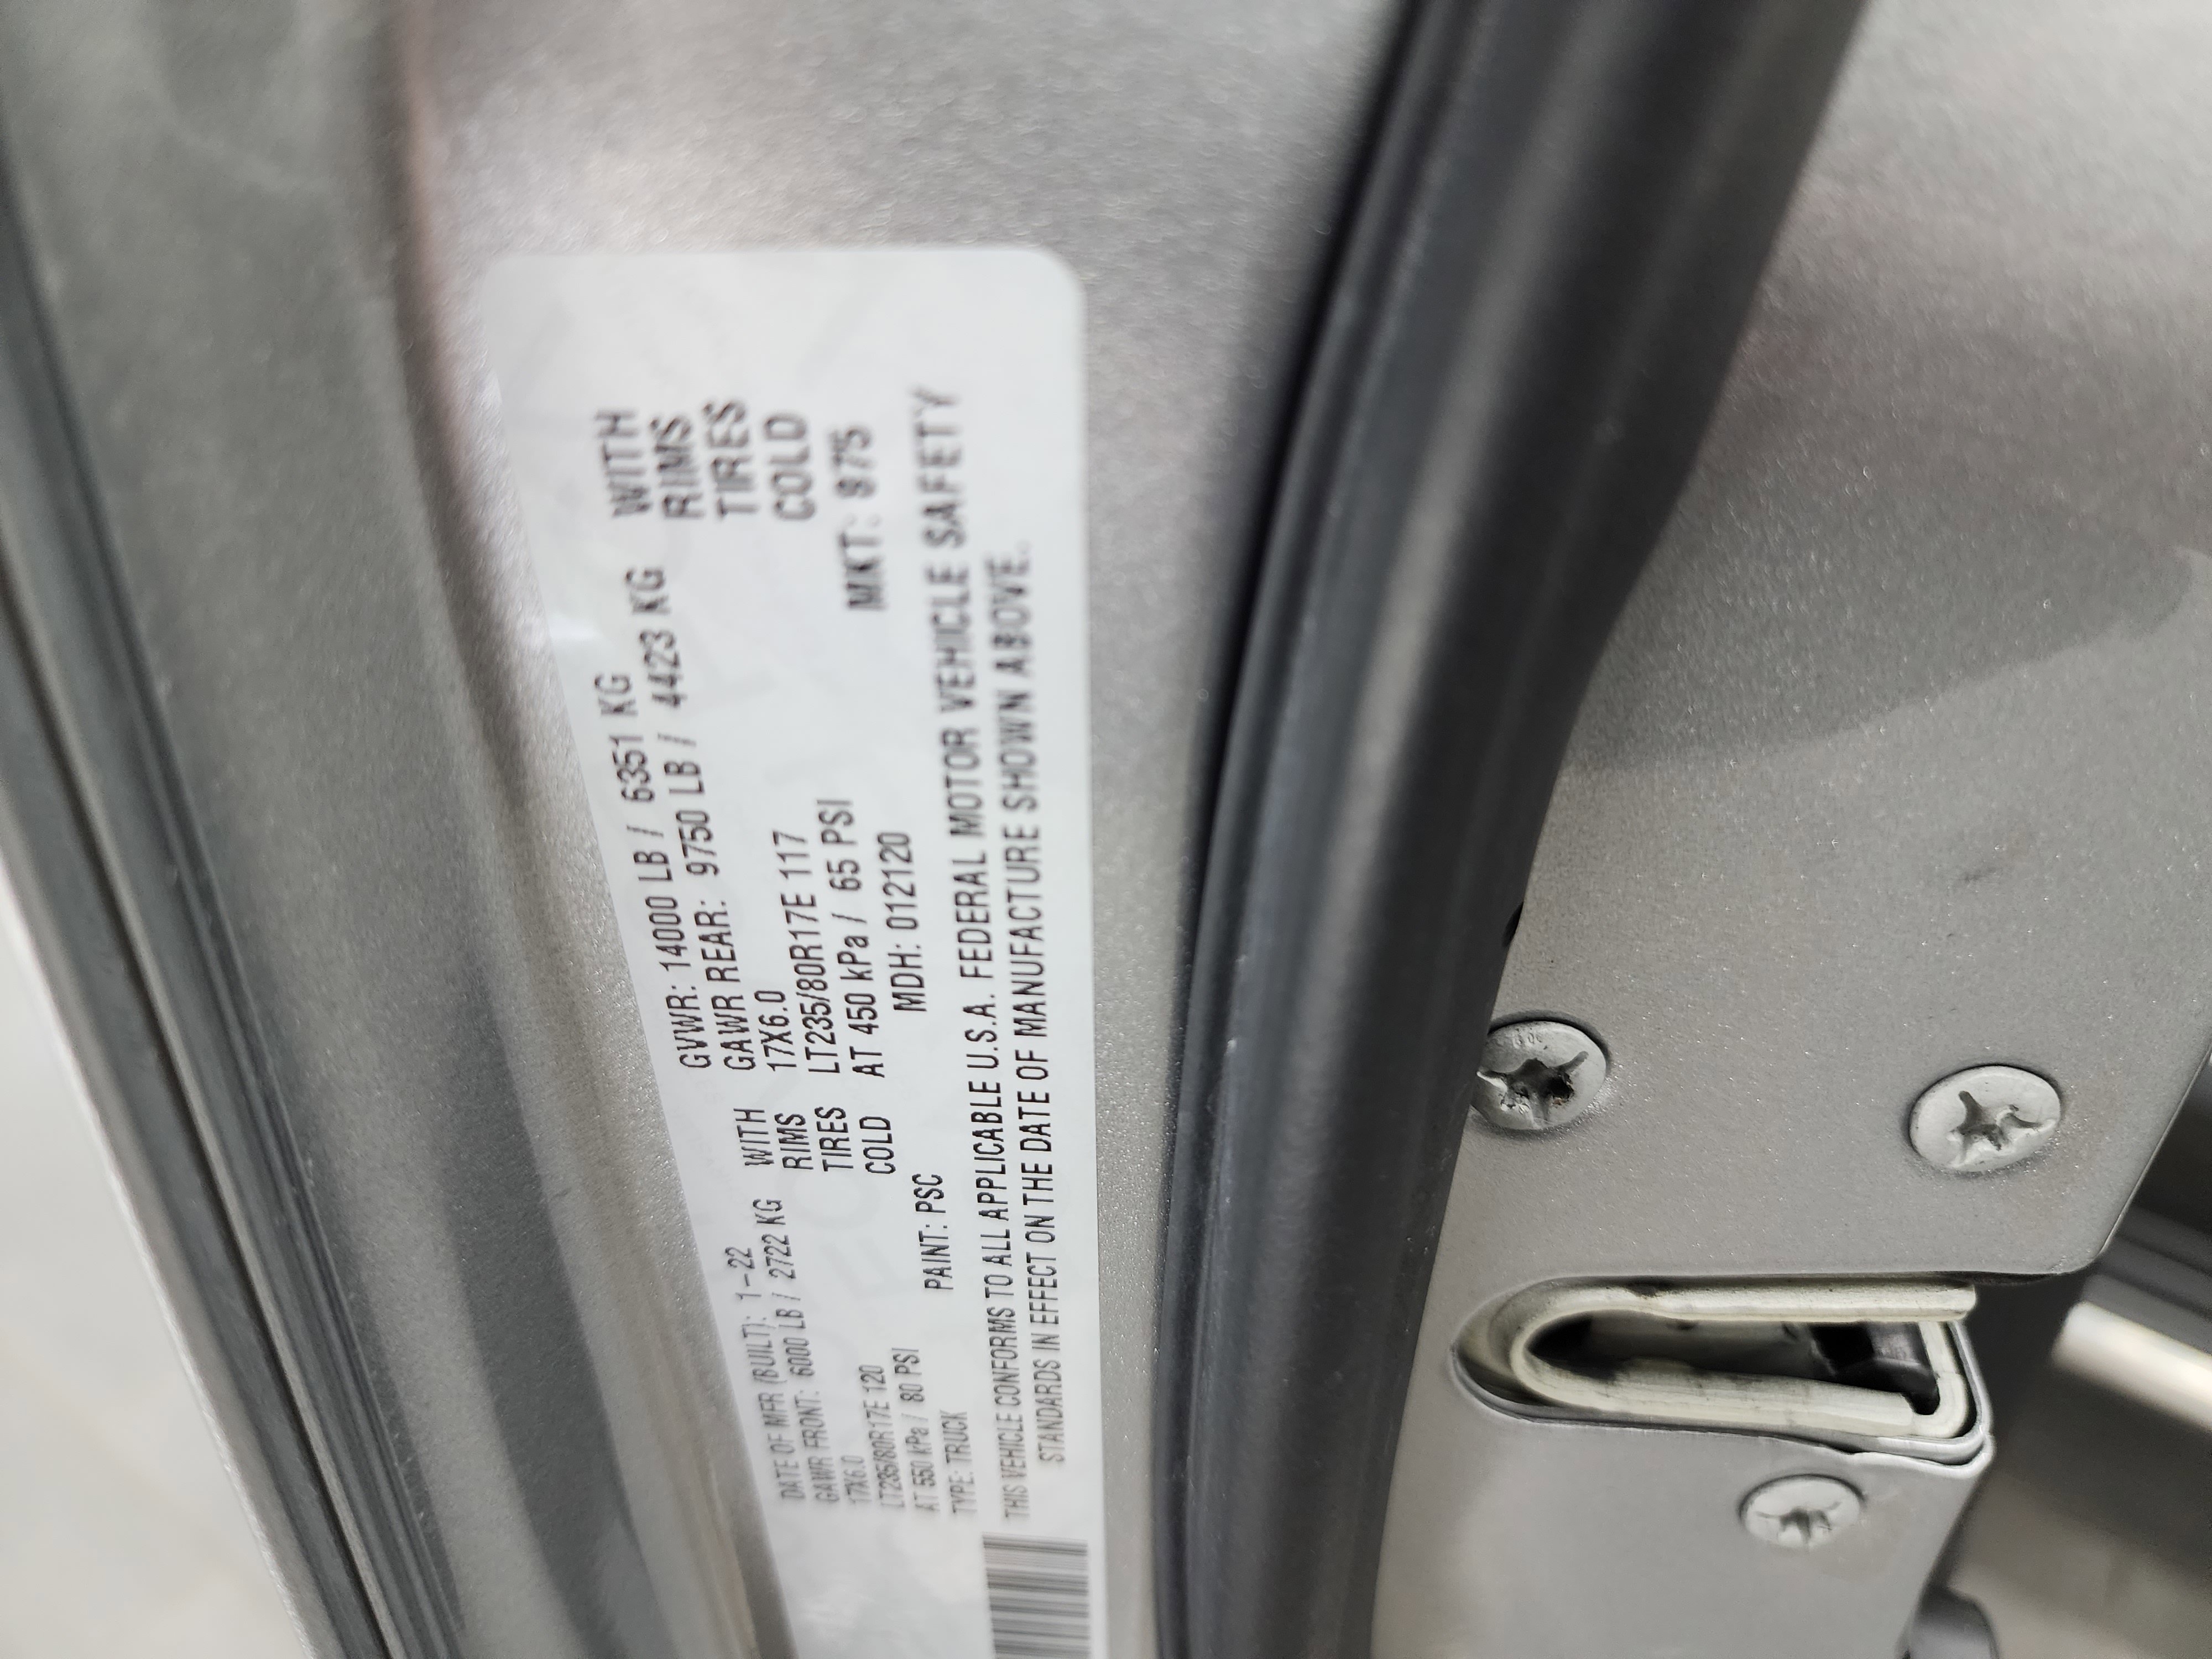 DATE OF MFR (BUILT): 1-22 GVWR: 14000 LB / 6351 KG
GAWR FRONT: 6000 LB / 2722 KG WITH GAWR REAR: 9750 LB / 4423 KG WITH
17X6.0 RIMS 17X6.0 RIMS
LT235/80R17E 120 TIRES LT235/80R17E 117 TIRES
AT 550 kPa / 80 PSI COLD AT 450 kPa / 65 PSI COLD
TYPE: TRUCK PAINT: PSC MDH: 012120 MKT: 975
THIS VEHICLE CONFORMS TO ALL APPLICABLE U.S.A. FEDERAL MOTOR VEHICLE SAFETY
STANDARDS IN EFFECT ON THE DATE OF MANUFACTURE SHOWN ABOVE.